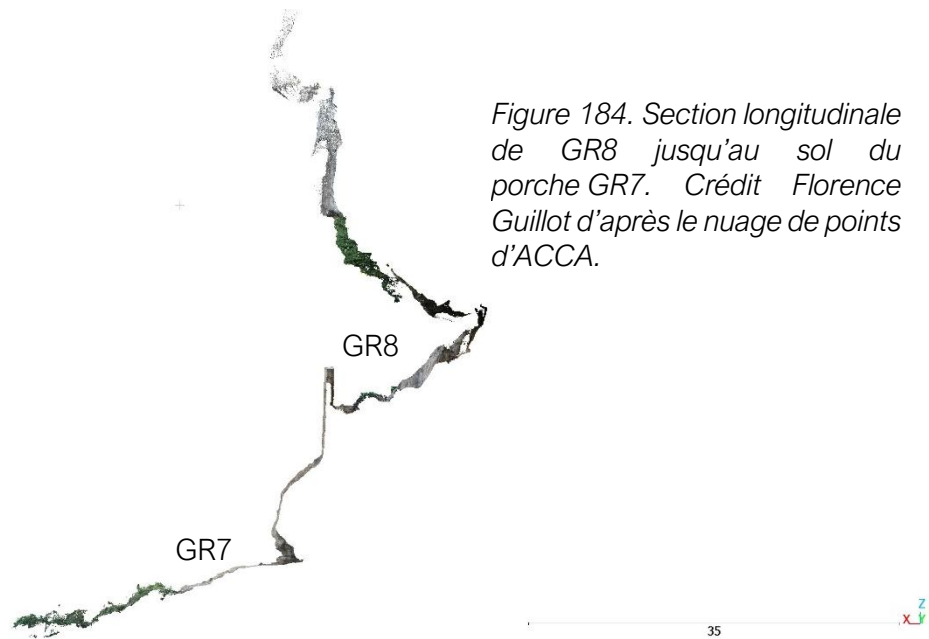 Figure 184. Section longitudinale
de GR8 jusqu'au sol du
porche GR7. Crédit Florence
Guillot d'après le nuage de points
d'ACCA.
GR8
GR7
35
Z
X Y